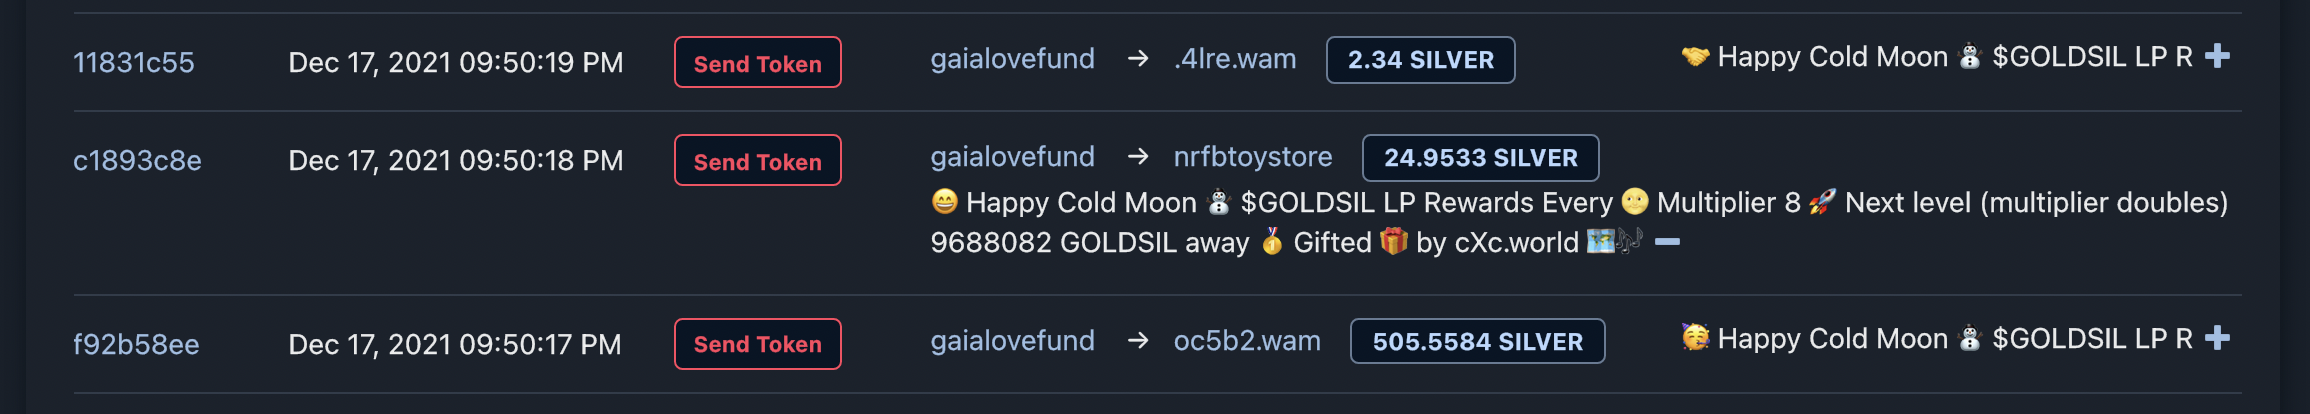 11831c55 Dec 17, 2021 09:50:19 PM Send Token gaialovefund → .4lre.wam 2.34 SILVER 🤝 Happy Cold Moon ⛄ $GOLDSIL LP R ➕
c1893c8e Dec 17, 2021 09:50:18 PM Send Token gaialovefund → nrfbtoystore 24.9533 SILVER
😄 Happy Cold Moon ⛄ $GOLDSIL LP Rewards Every 🌝 Multiplier 8 🚀 Next level (multiplier doubles)
9688082 GOLDSIL away 🏅 Gifted 🎁 by cXc.world 🗺️🎶 ➖
f92b58ee Dec 17, 2021 09:50:17 PM Send Token gaialovefund → oc5b2.wam 505.5584 SILVER 🥳 Happy Cold Moon ⛄ $GOLDSIL LP R ➕